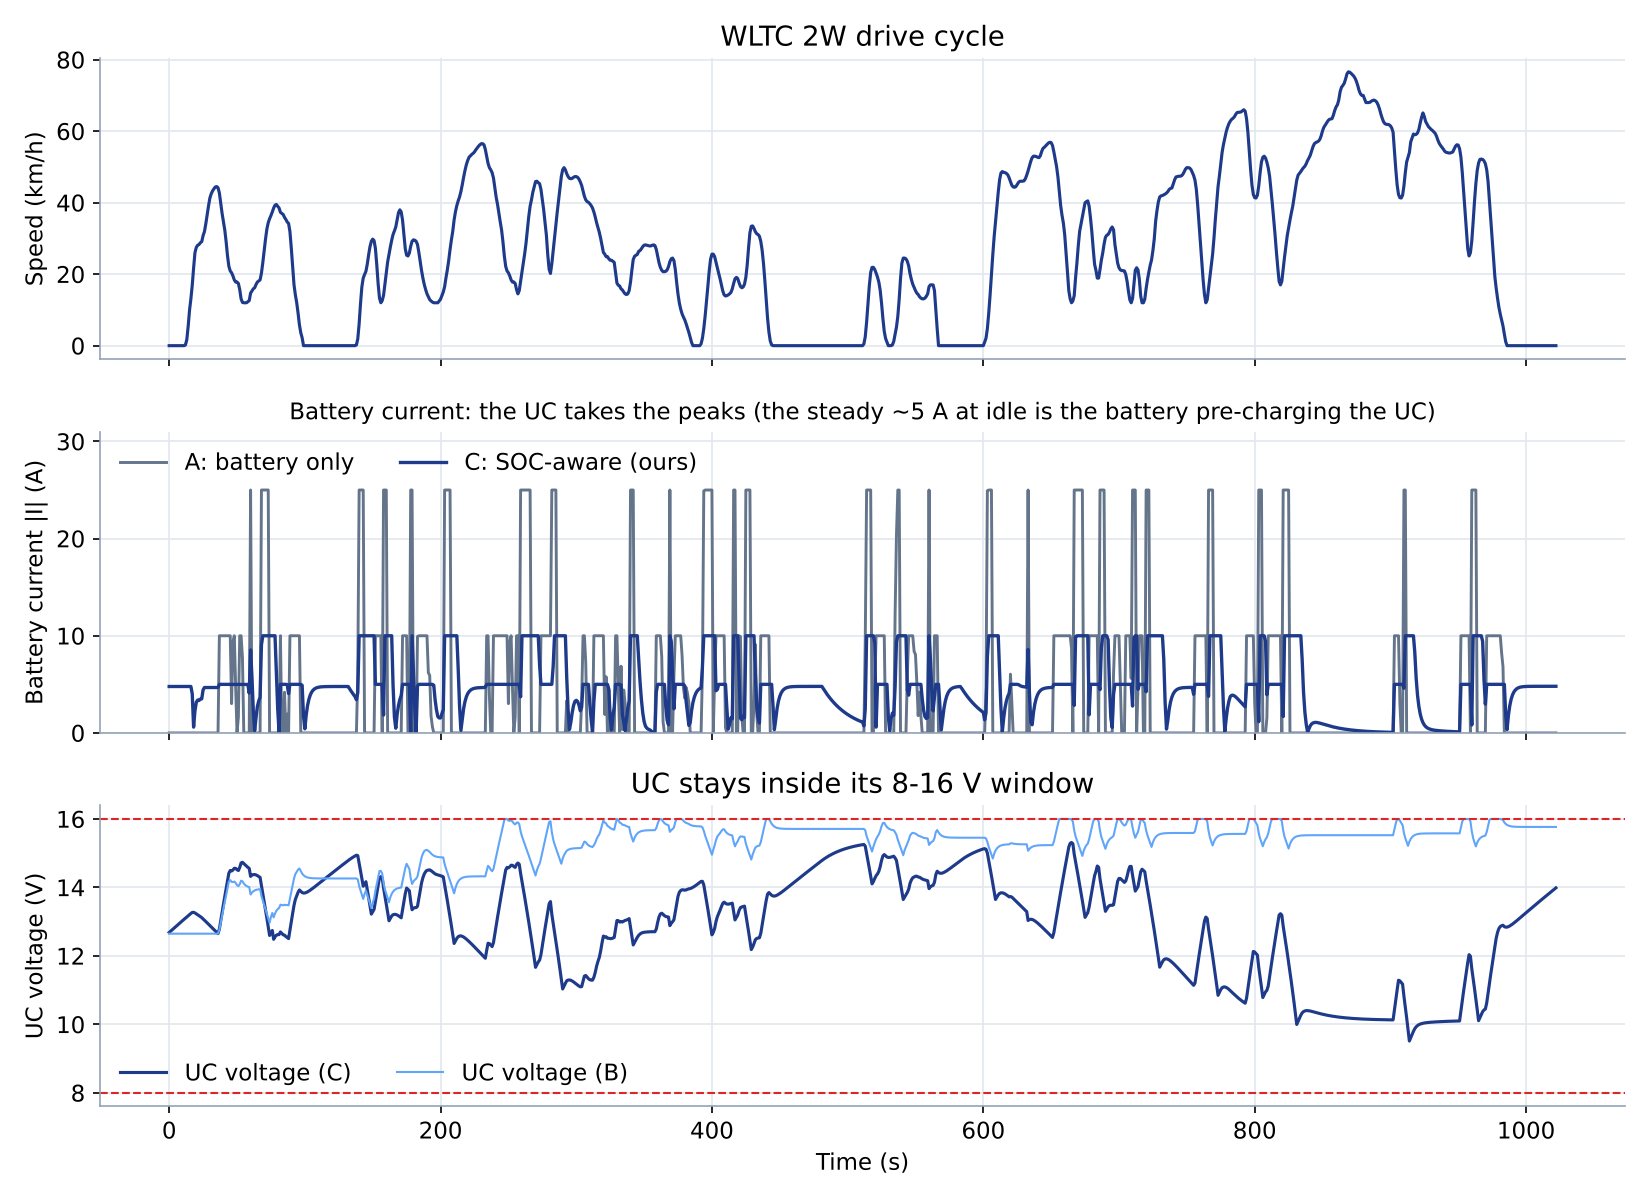 WLTC 2W drive cycle
80
60
40
20
0
Speed (km/h)
Battery current: the UC takes the peaks (the steady ~5 A at idle is the battery pre-charging the UC)
30
20
10
0
Battery current |I| (A)
A: battery only
C: SOC-aware (ours)
UC stays inside its 8-16 V window
16
14
12
10
8
UC voltage (V)
UC voltage (C)
UC voltage (B)
0
200
400
600
800
1000
Time (s)